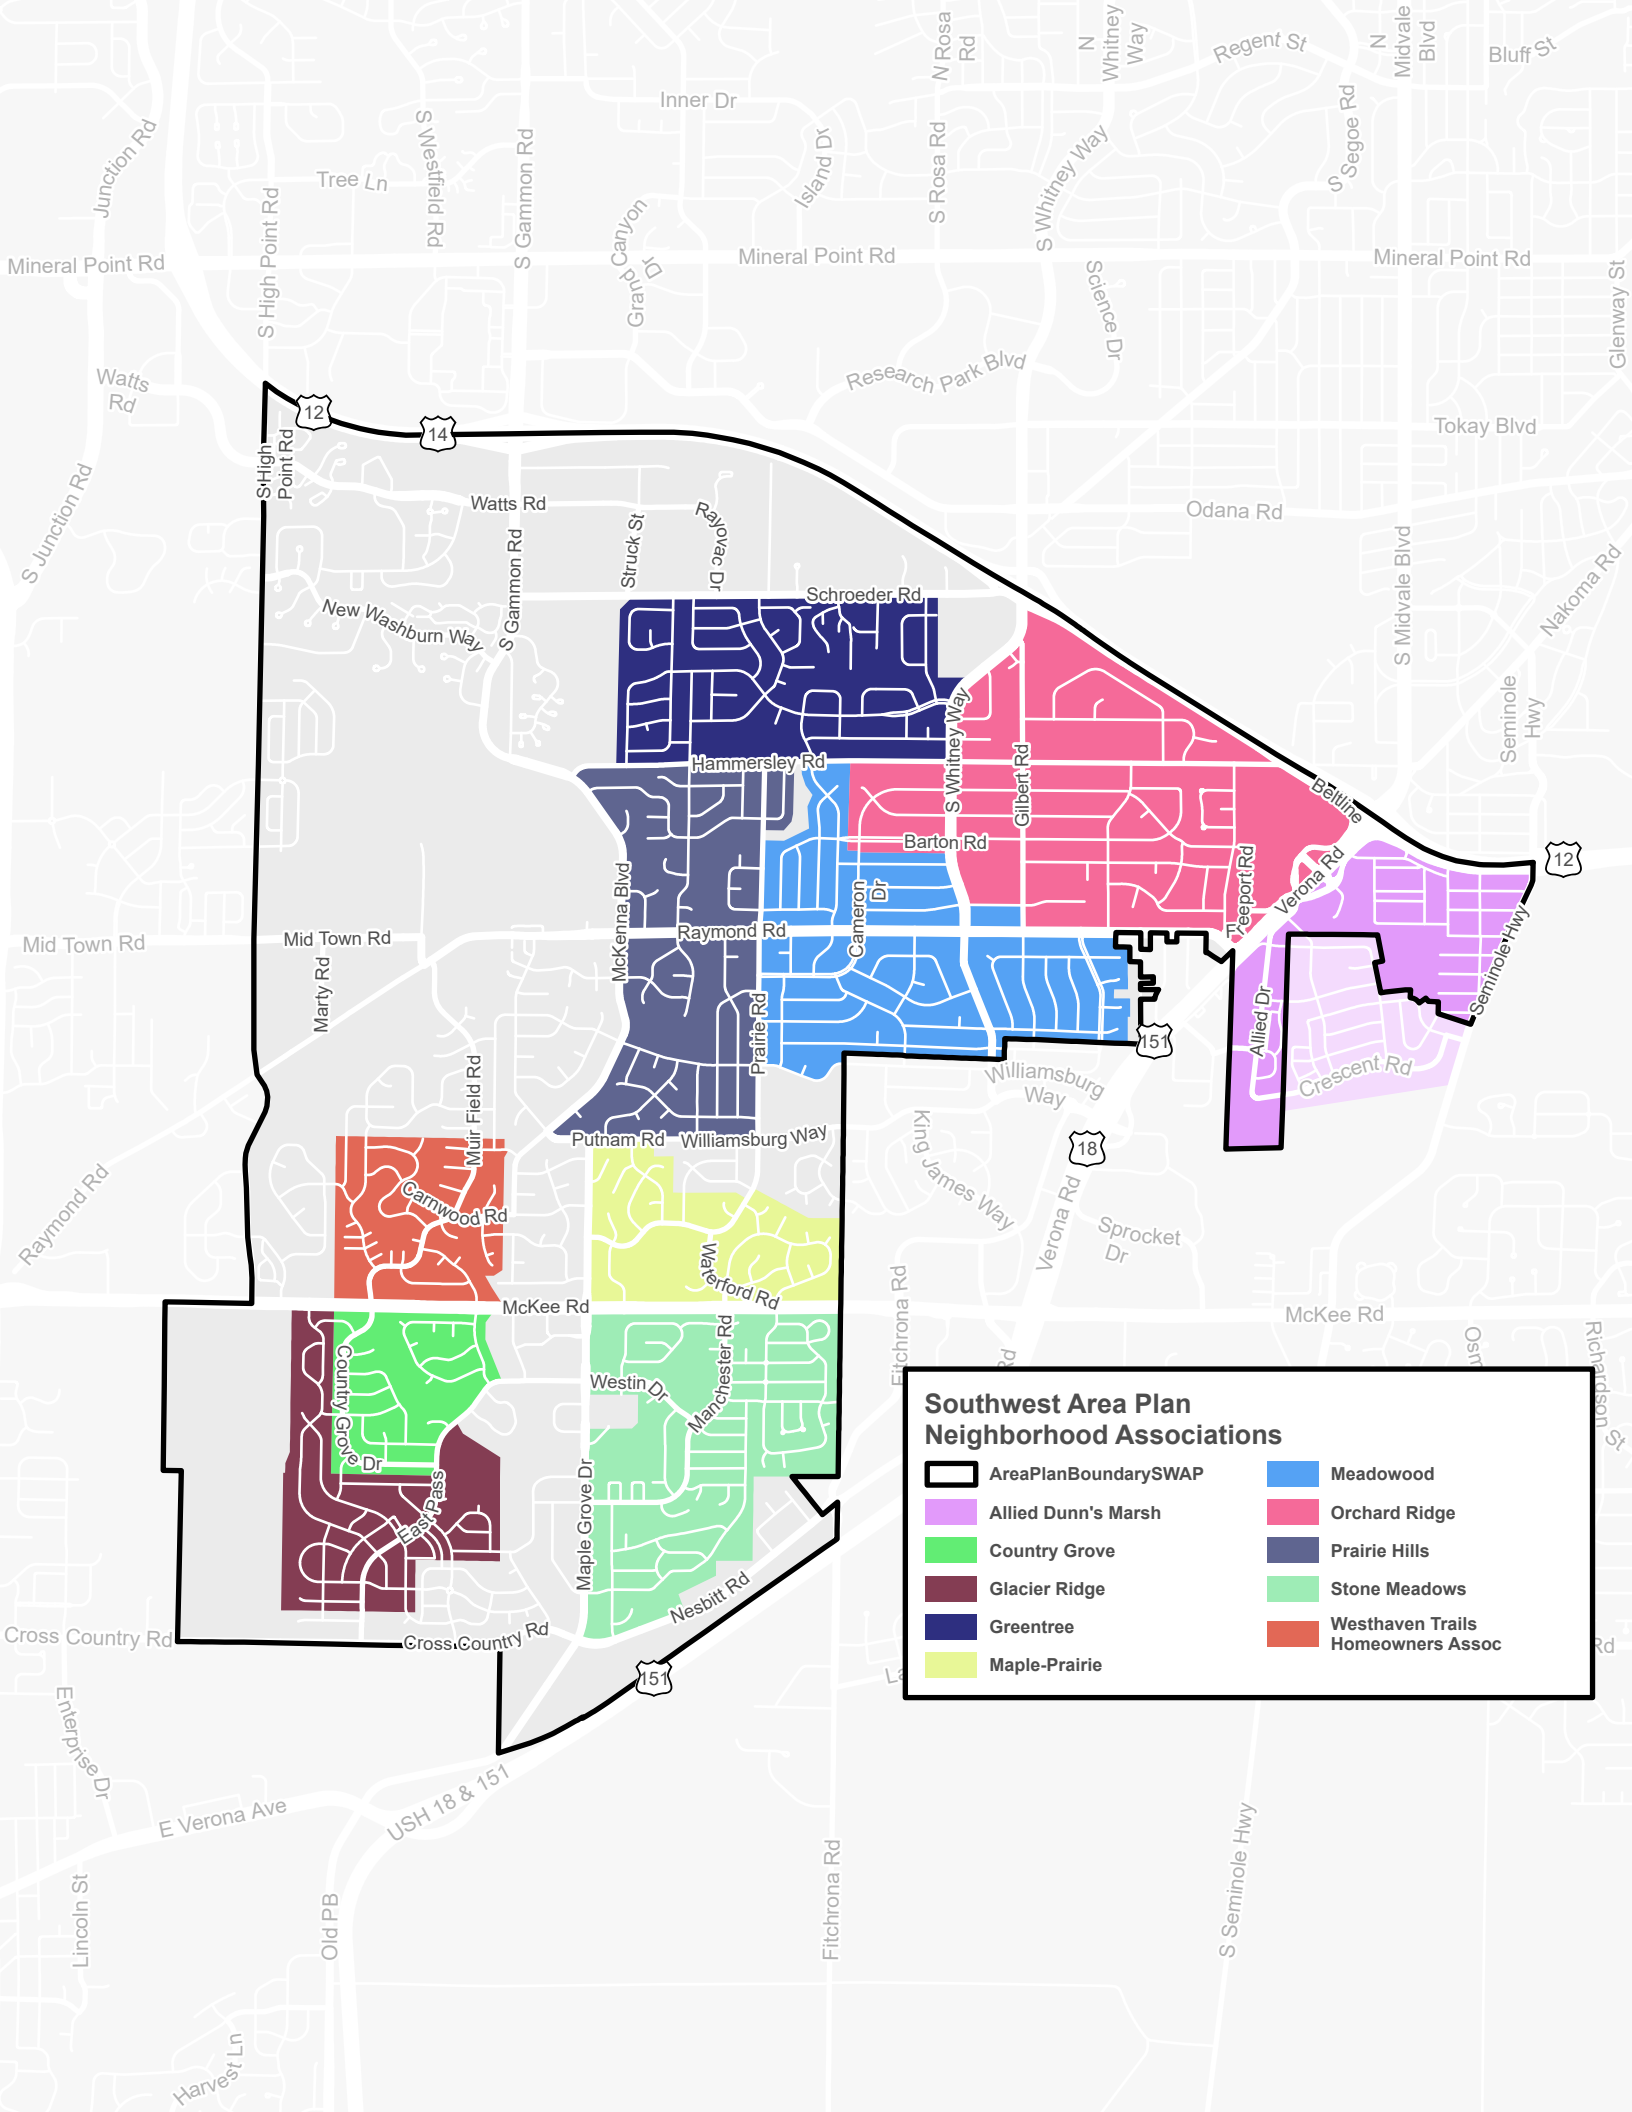 N Rosa
Rd
N
Whitney
Way
Regent St
N
Midvale
Blvd
Bluff St
Inner Dr
Junction Rd
S Westfield Rd
S Gammon Rd
Island Dr
S Rosa Rd
S Whitney Way
S Segoe Rd
Tree Ln
S High Point Rd
Grand Canyon
Dr
Mineral Point Rd
Mineral Point Rd
Mineral Point Rd
Science Dr
Glenway St
Watts
Rd
Research Park Blvd
12
14
Tokay Blvd
S High
Point Rd
S Junction Rd
Watts Rd
Struck St
Rayovac Dr
Odana Rd
S Midvale Blvd
Nakoma Rd
S Gammon Rd
New Washburn Way
Schroeder Rd
Seminole
Hwy
S Whitney Way
Hammersley Rd
Gilbert Rd
Beltline
Barton Rd
12
Verona Rd
Freeport Rd
McKenna Blvd
Cameron
Dr
Mid Town Rd
Mid Town Rd
Raymond Rd
Seminole Hwy
Marty Rd
Prairie Rd
Allied Dr
151
Muir Field Rd
Williamsburg
Way
Crescent Rd
Putnam Rd
Williamsburg Way
King James Way
18
Raymond Rd
Carnwood Rd
Verona Rd
Sprocket
Dr
Waterford Rd
Fitchrona Rd
McKee Rd
McKee Rd
Country Grove Dr
Westin Dr
Manchester Rd
Rd
Osm
Richardson St
East Pass
Maple Grove Dr
Nesbitt Rd
Cross Country Rd
Cross Country Rd
151
La
Rd
Southwest Area Plan
Neighborhood Associations
AreaPlanBoundarySWAP
Allied Dunn's Marsh
Country Grove
Glacier Ridge
Greentree
Maple-Prairie
Meadowood
Orchard Ridge
Prairie Hills
Stone Meadows
Westhaven Trails
Homeowners Assoc
Enterprise Dr
USH 18 & 151
E Verona Ave
Lincoln St
Old PB
Fitchrona Rd
S Seminole Hwy
Harvest Ln